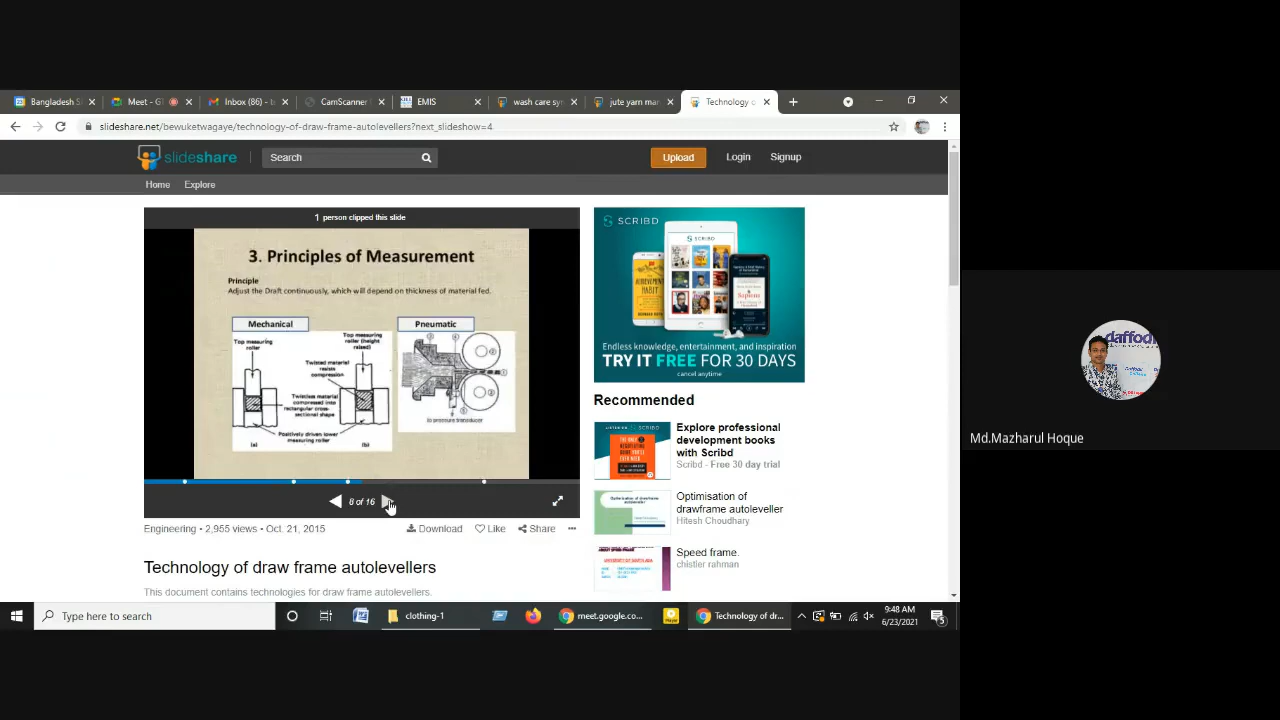 Bangladesh S
Meet - GT
Inbox (86) - b
CamScanner
EMIS
wash care sy
jute yarn man
Technology o
slideshare.net/bewuketwagaye/technology-of-draw-frame-autolevellers?next_slideshow=4
slideshare
Search
Upload
Login
Signup
Home
Explore
1 person clipped this slide
3. Principles of Measurement
Principle
Adjust the Draft continuously, which will depend on thickness of material fed.
Mechanical
Pneumatic
Top measuring
roller
Top measuring
roller (height
raised)
Twisted material
resists
compression
Twistless material
compressed into
rectangular cross-
sectional shape
Positively driven lower
measuring roller
(a)
(b)
to pressure transducer
8 of 16
Engineering • 2,955 views • Oct. 21, 2015
Download
Like
Share
Technology of draw frame autolevellers
This document contains technologies for draw frame autolevellers.
SCRIBD
Endless knowledge, entertainment, and inspiration
TRY IT FREE FOR 30 DAYS
cancel anytime
Recommended
Explore professional
development books
with Scribd
Scribd - Free 30 day trial
Optimisation of
drawframe autoleveller
Hitesh Choudhary
Speed frame.
chistler rahman
Type here to search
clothing-1
meet.google.co...
Technology of dr...
9:48 AM
6/23/2021
5
daffodil
Md.Mazharul Hoque